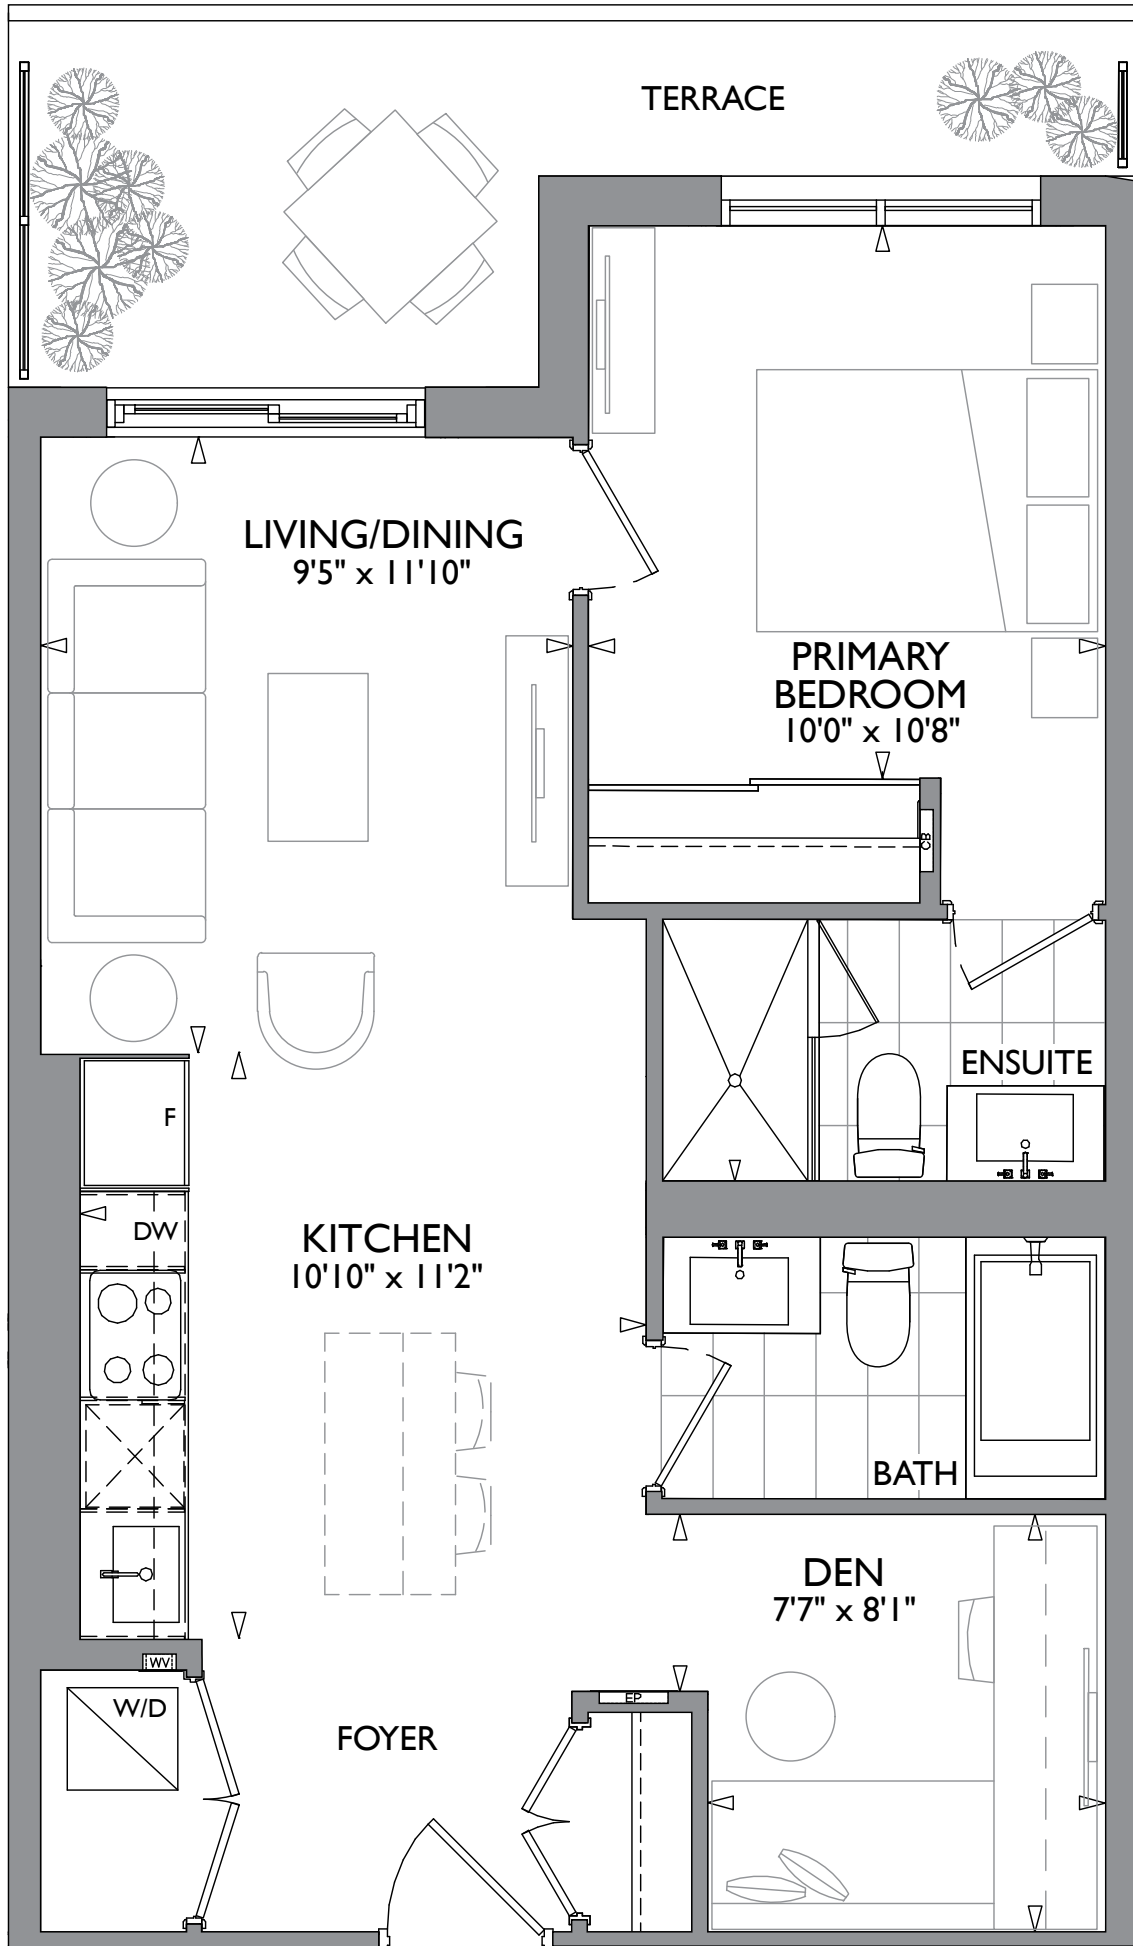 TERRACE
LIVING/DINING
9'5" x 11'10"
PRIMARY
BEDROOM
10'0" x 10'8"
CB
ENSUITE
F
DW
KITCHEN
10'10" x 11'2"
BATH
DEN
7'7" x 8'1"
WV
W/D
EP
FOYER